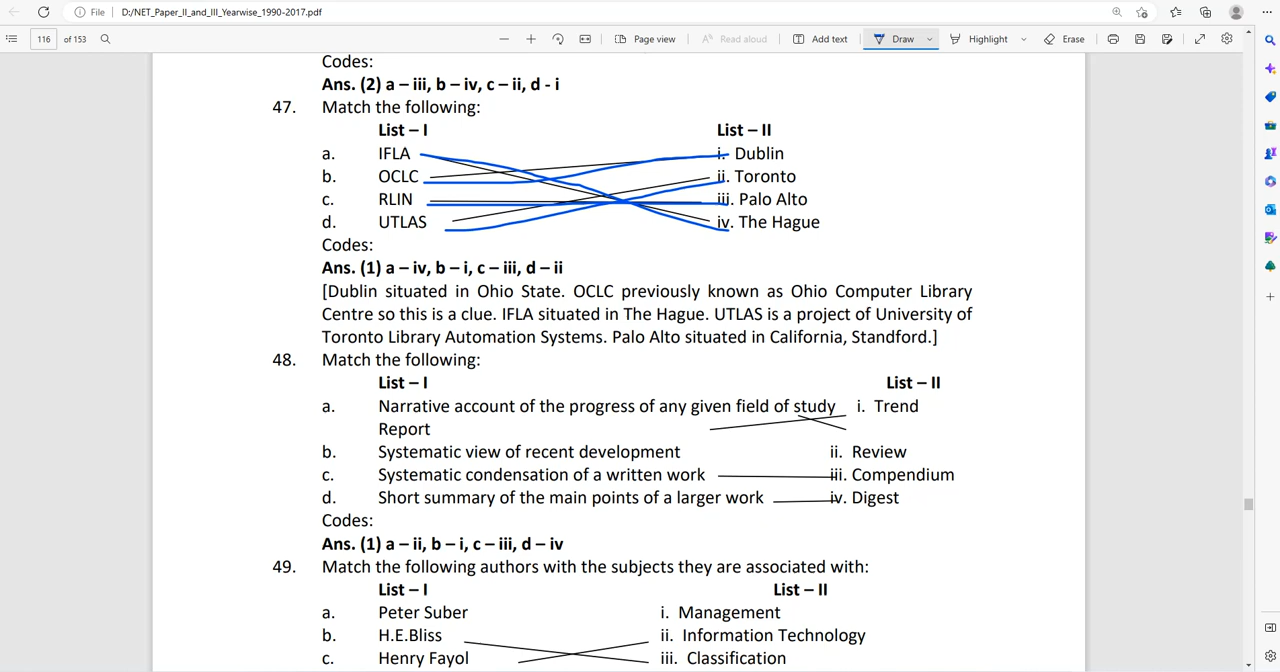 File D:/NET_Paper_II_and_III_Yearwise_1990-2017.pdf
116 of 153 Page view Read aloud Add text Draw Highlight Erase
Codes:
Ans. (2) a – iii, b – iv, c – ii, d - i
47. Match the following:
List – I List – II
a. IFLA i. Dublin
b. OCLC ii. Toronto
c. RLIN iii. Palo Alto
d. UTLAS iv. The Hague
Codes:
Ans. (1) a – iv, b – i, c – iii, d – ii
[Dublin situated in Ohio State. OCLC previously known as Ohio Computer Library
Centre so this is a clue. IFLA situated in The Hague. UTLAS is a project of University of
Toronto Library Automation Systems. Palo Alto situated in California, Standford.]
48. Match the following:
List – I List – II
a. Narrative account of the progress of any given field of study i. Trend
Report
b. Systematic view of recent development ii. Review
c. Systematic condensation of a written work iii. Compendium
d. Short summary of the main points of a larger work iv. Digest
Codes:
Ans. (1) a – ii, b – i, c – iii, d – iv
49. Match the following authors with the subjects they are associated with:
List – I List – II
a. Peter Suber i. Management
b. H.E.Bliss ii. Information Technology
c. Henry Fayol iii. Classification